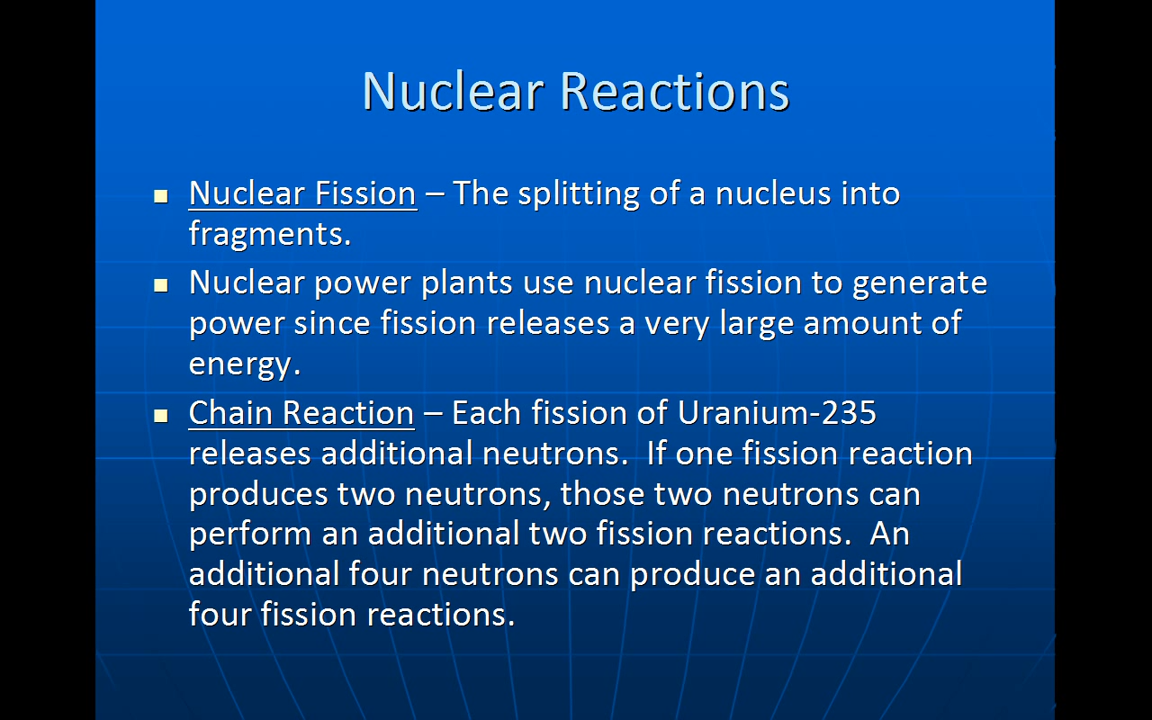 Nuclear Reactions
Nuclear Fission – The splitting of a nucleus into
fragments.
Nuclear power plants use nuclear fission to generate
power since fission releases a very large amount of
energy.
Chain Reaction – Each fission of Uranium-235
releases additional neutrons.  If one fission reaction
produces two neutrons, those two neutrons can
perform an additional two fission reactions.  An
additional four neutrons can produce an additional
four fission reactions.